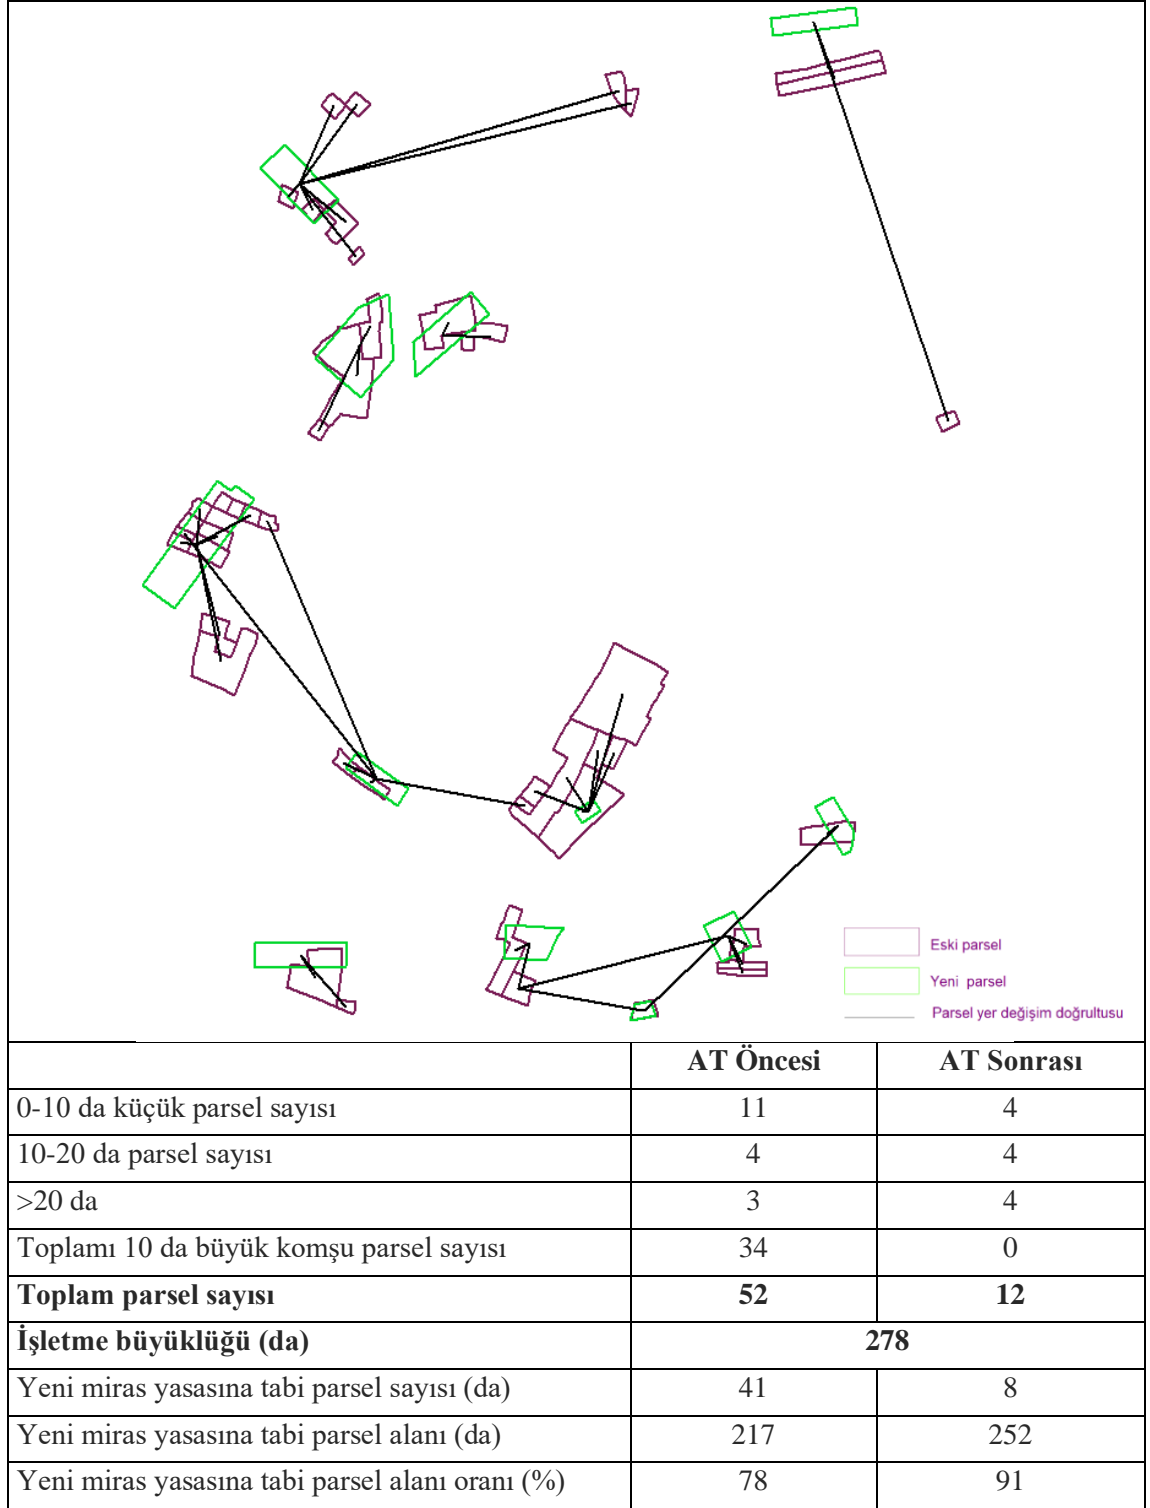 Eski parsel
Yeni parsel
Parsel yer değişim doğrultusu
AT Öncesi AT Sonrası
0-10 da küçük parsel sayısı 11 4
10-20 da parsel sayısı 4 4
>20 da 3 4
Toplamı 10 da büyük komşu parsel sayısı 34 0
Toplam parsel sayısı 52 12
İşletme büyüklüğü (da) 278
Yeni miras yasasına tabi parsel sayısı (da) 41 8
Yeni miras yasasına tabi parsel alanı (da) 217 252
Yeni miras yasasına tabi parsel alanı oranı (%) 78 91